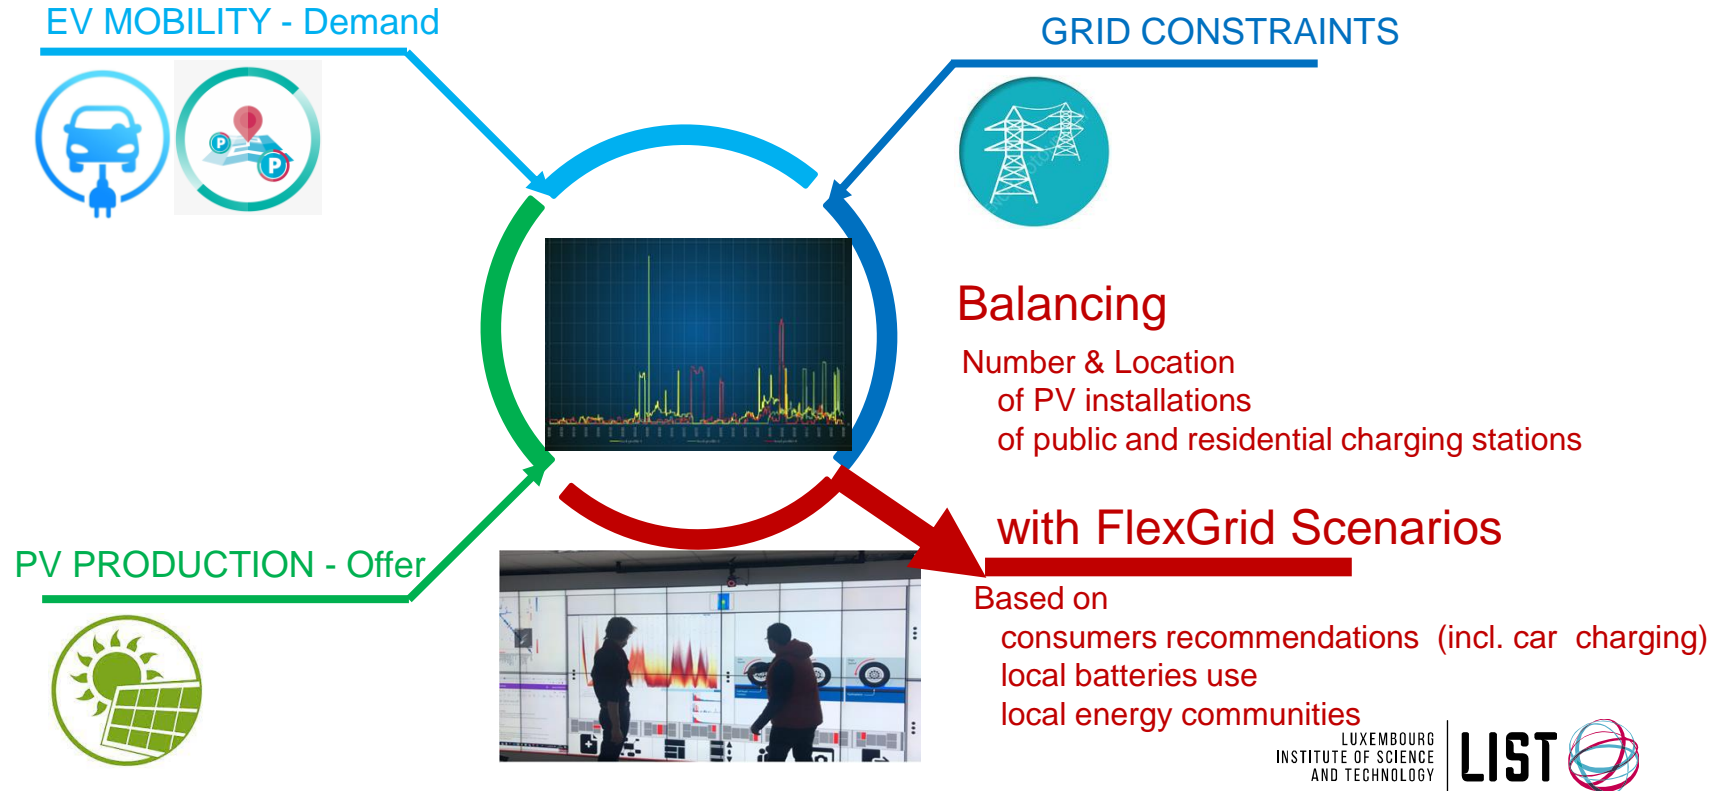 EV MOBILITY - Demand
GRID CONSTRAINTS
P
P
Balancing
Number & Location
of PV installations
of public and residential charging stations
with FlexGrid Scenarios
PV PRODUCTION - Offer
Based on
consumers recommendations (incl. car charging)
local batteries use
local energy communities
LUXEMBOURG
INSTITUTE OF SCIENCE
AND TECHNOLOGY
LIST